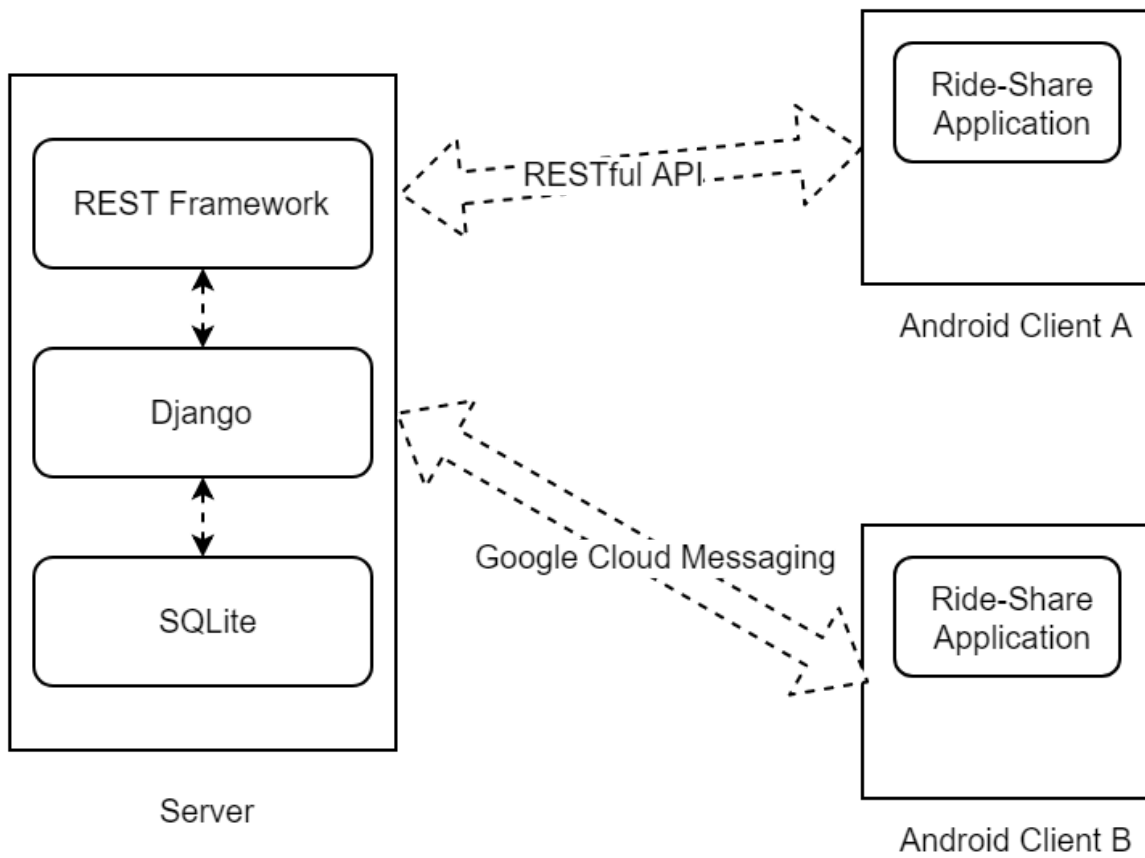 REST Framework
Django
SQLite
Server
RESTful API
Google Cloud Messaging
Ride-Share
Application
Android Client A
Ride-Share
Application
Android Client B